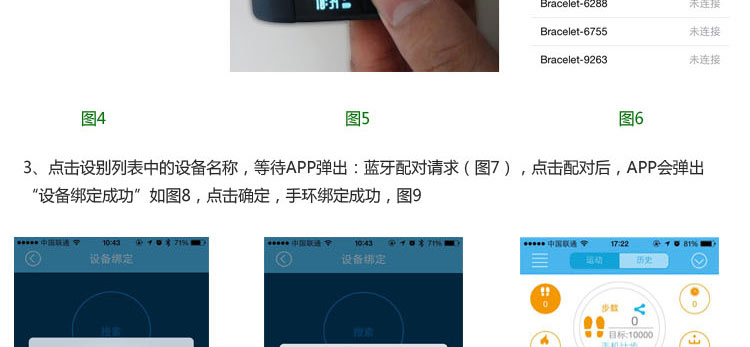 Bracelet-6288 未连接
Bracelet-6755 未连接
Bracelet-9263 未连接
图4 图5 图6
3、点击设别列表中的设备名称，等待APP弹出：蓝牙配对请求（图7），点击配对后，APP会弹出
“设备绑定成功”如图8，点击确定，手环绑定成功，图9
中国联通 10:43 71%
设备绑定
搜索
中国联通 10:43 71%
设备绑定
搜索
中国联通 17:22 81%
运动 历史
步数
0 0 0
目标:10000